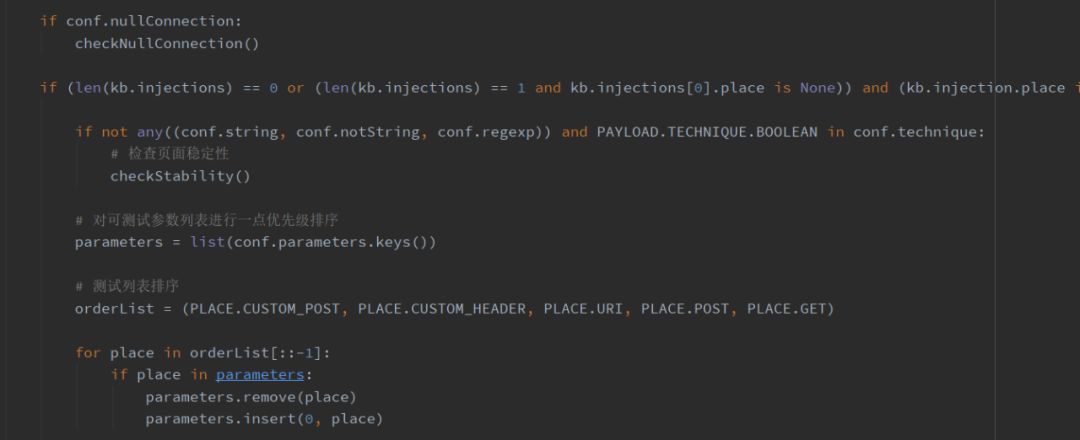 if conf.nullConnection:
checkNullConnection()
if (len(kb.injections) == 0 or (len(kb.injections) == 1 and kb.injections[0].place is None)) and (kb.injection.place i
if not any((conf.string, conf.notString, conf.regexp)) and PAYLOAD.TECHNIQUE.BOOLEAN in conf.technique:
# 检查页面稳定性
checkStability()
# 对可测试参数列表进行一点优先级排序
parameters = list(conf.parameters.keys())
# 测试列表排序
orderList = (PLACE.CUSTOM_POST, PLACE.CUSTOM_HEADER, PLACE.URI, PLACE.POST, PLACE.GET)
for place in orderList[::-1]:
if place in parameters:
parameters.remove(place)
parameters.insert(0, place)